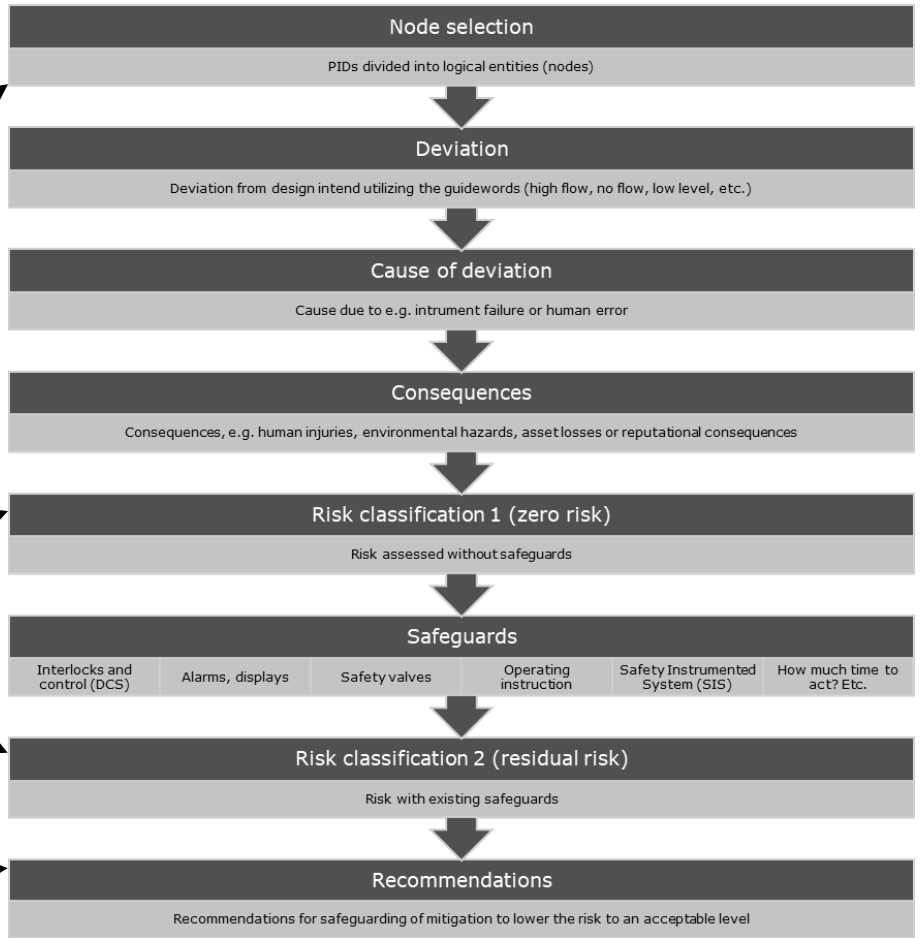 Node selection
PIDs divided into logical entities (nodes)
Deviation
Deviation from design intend utilizing the guidewords (high flow, no flow, low level, etc.)
Cause of deviation
Cause due to e.g. intrument failure or human error
Consequences
Consequences, e.g. human injuries, environmental hazards, asset losses or reputational consequences
Risk classification 1 (zero risk)
Risk assessed without safeguards
Safeguards
Interlocks and
control (DCS)
Alarms, displays
Safety valves
Operating
instruction
Safety Instrumented
System (SIS)
How much time to
act? Etc.
Risk classification 2 (residual risk)
Risk with existing safeguards
Recommendations
Recommendations for safeguarding of mitigation to lower the risk to an acceptable level